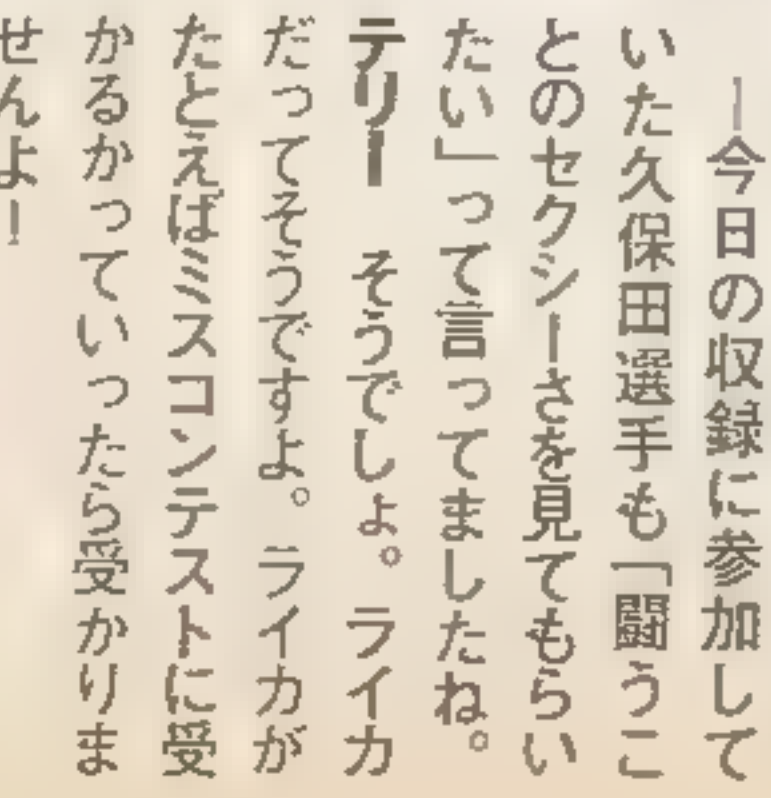 ―今日の収録に参加して
いた久保田選手も「闘うこ
とのセクシーさを見てもらい
たい」って言ってましたね。
テリー　そうでしょ。ライカ
だってそうですよ。ライカが
たとえばミスコンテストに受
かるかっていったら受かりま
せんよ！